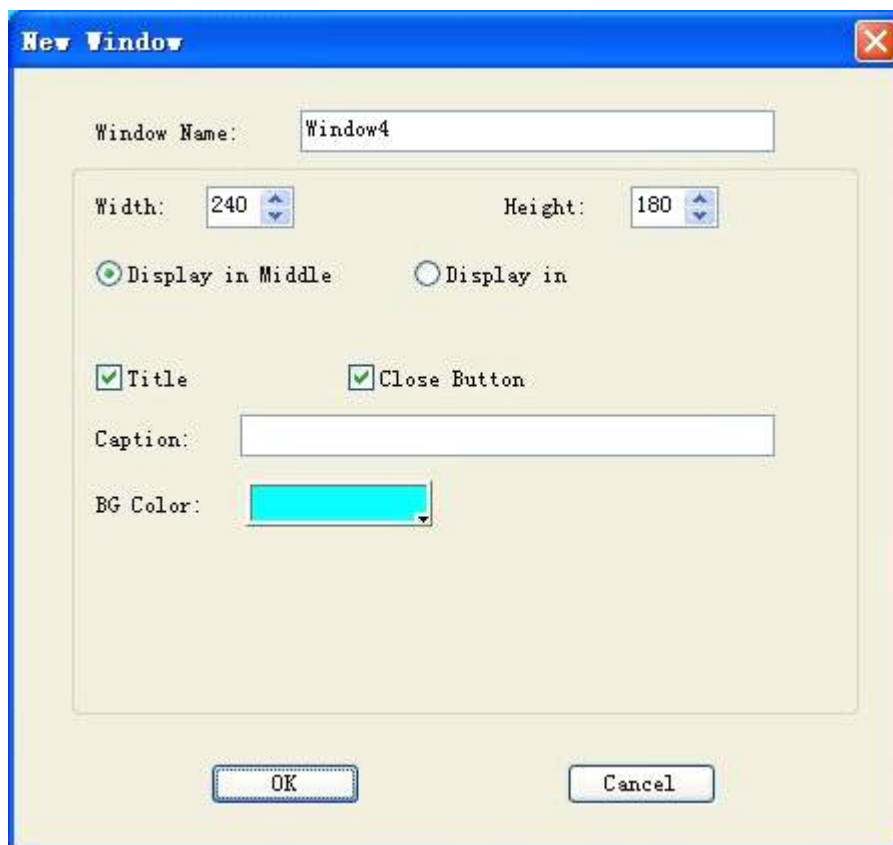 New Window
Window Name: Window4
Width: 240 Height: 180
Display in Middle Display in
Title Close Button
Caption:
BG Color:
OK Cancel